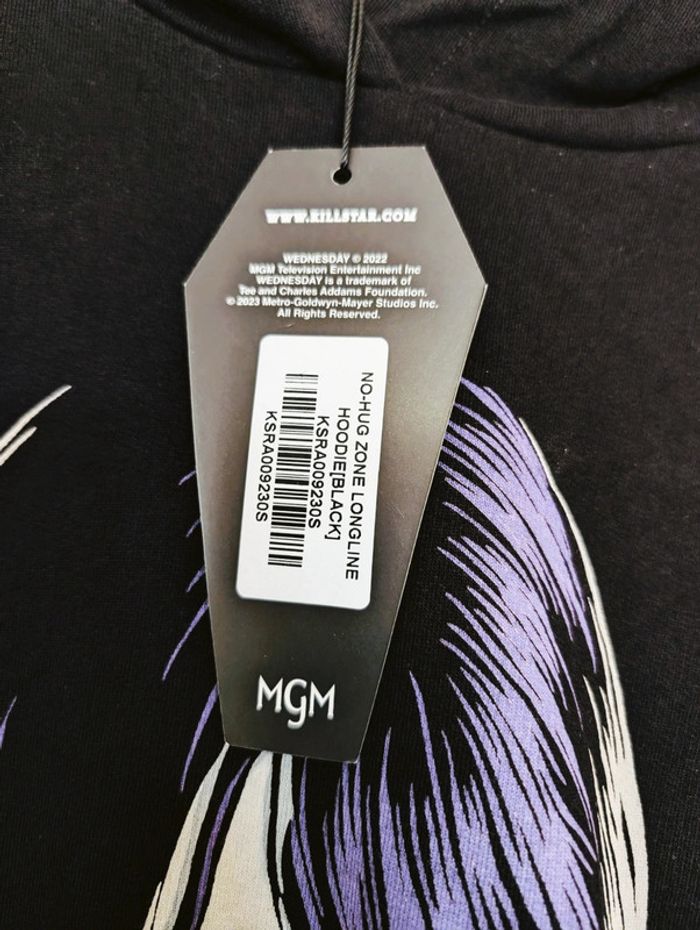 WWW.KILLSTAR.COM
WEDNESDAY © 2022
MGM Television Entertainment Inc
WEDNESDAY is a trademark of
Tee and Charles Addams Foundation.
© 2023 Metro-Goldwyn-Mayer Studios Inc.
All Rights Reserved.
NO-HUG ZONE LONGLINE
HOODIE[BLACK]
KSRA009230S
KSRA009230S
MGM